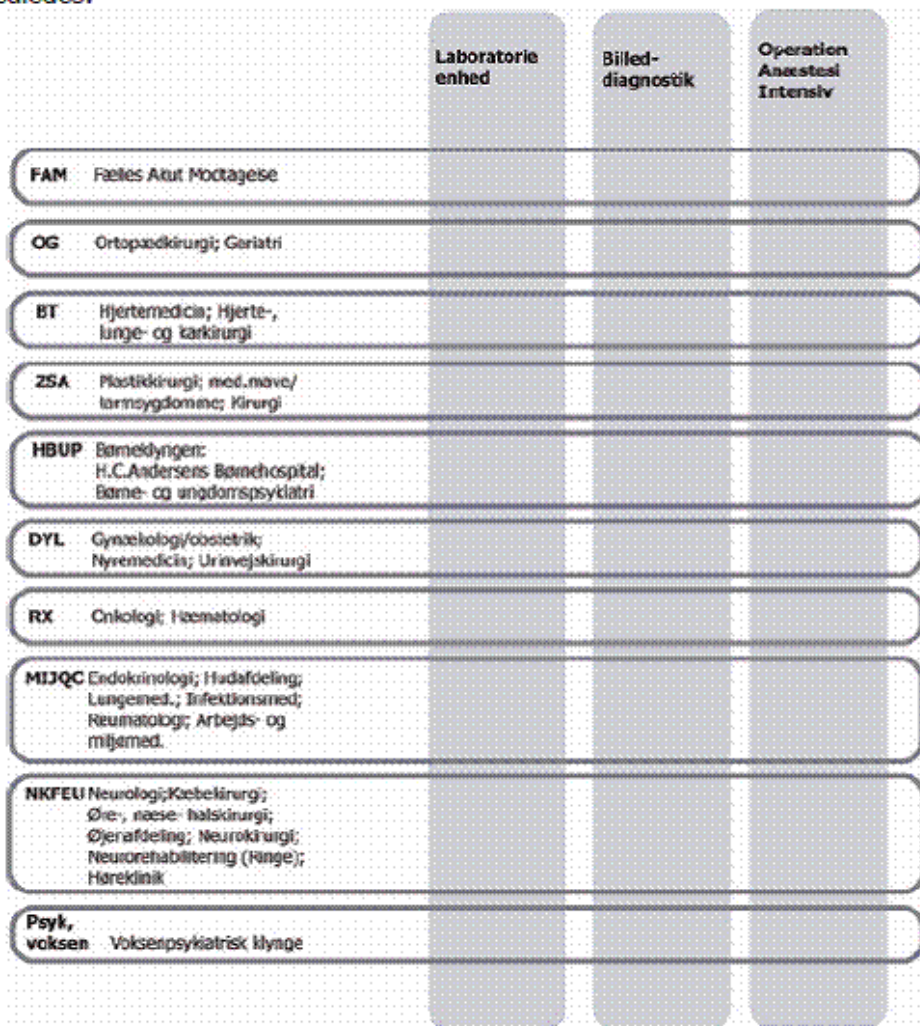 Laboratorie
enhed
Billed-
diagnostik
Operation
Anæstesi
Intensiv
FAM Fælles Akut Modtagelse
OG Ortopædkirurgi; Geriatri
BT Hjertemedicin; Hjerte-,
lunge- og karkirurgi
ZSA Plastikkirurgi; med.mave/
tarmsygdomme; Kirurgi
HBUP Børneklyngen:
H.C.Andersens Børnehospital;
Børne- og ungdomspsykiatri
DYL Gynækologi/obstetrik;
Nyremedicin; Urinvejskirurgi
RX Onkologi; Hæmatologi
MIJQC Endokrinologi; Hudafdeling;
Lungemed.; Infektionsmed;
Reumatologi; Arbejds- og
miljømed.
NKFEU Neurologi;Kæbekirurgi;
Øre-, næse- halskirurgi;
Øjenafdeling; Neurokirurgi;
Neurorehabilitering (Ringe);
Høreklinik
Psyk,
voksen Voksenpsykiatrisk klynge